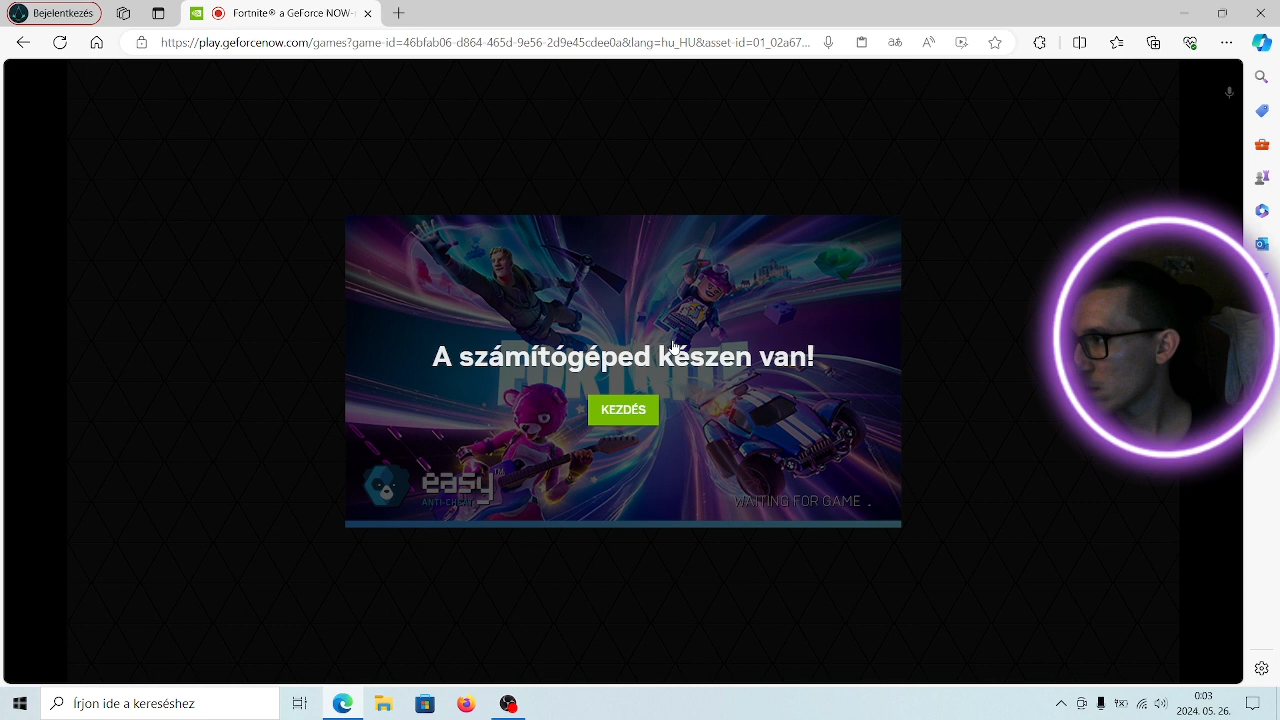 Bejelentkezés
Fortnite® a GeForce NOW-
https://play.geforcenow.com/games?game-id=46bfab06-d864-465d-9e56-2d9e45cdee0a&lang=hu_HU&asset-id=01_02a67...
A számítógéped készen van!
KEZDÉS
easy™
ANTI-CHEAT
WAITING FOR GAME .
Írjon ide a kereséshez
0:03
2024. 05. 26.